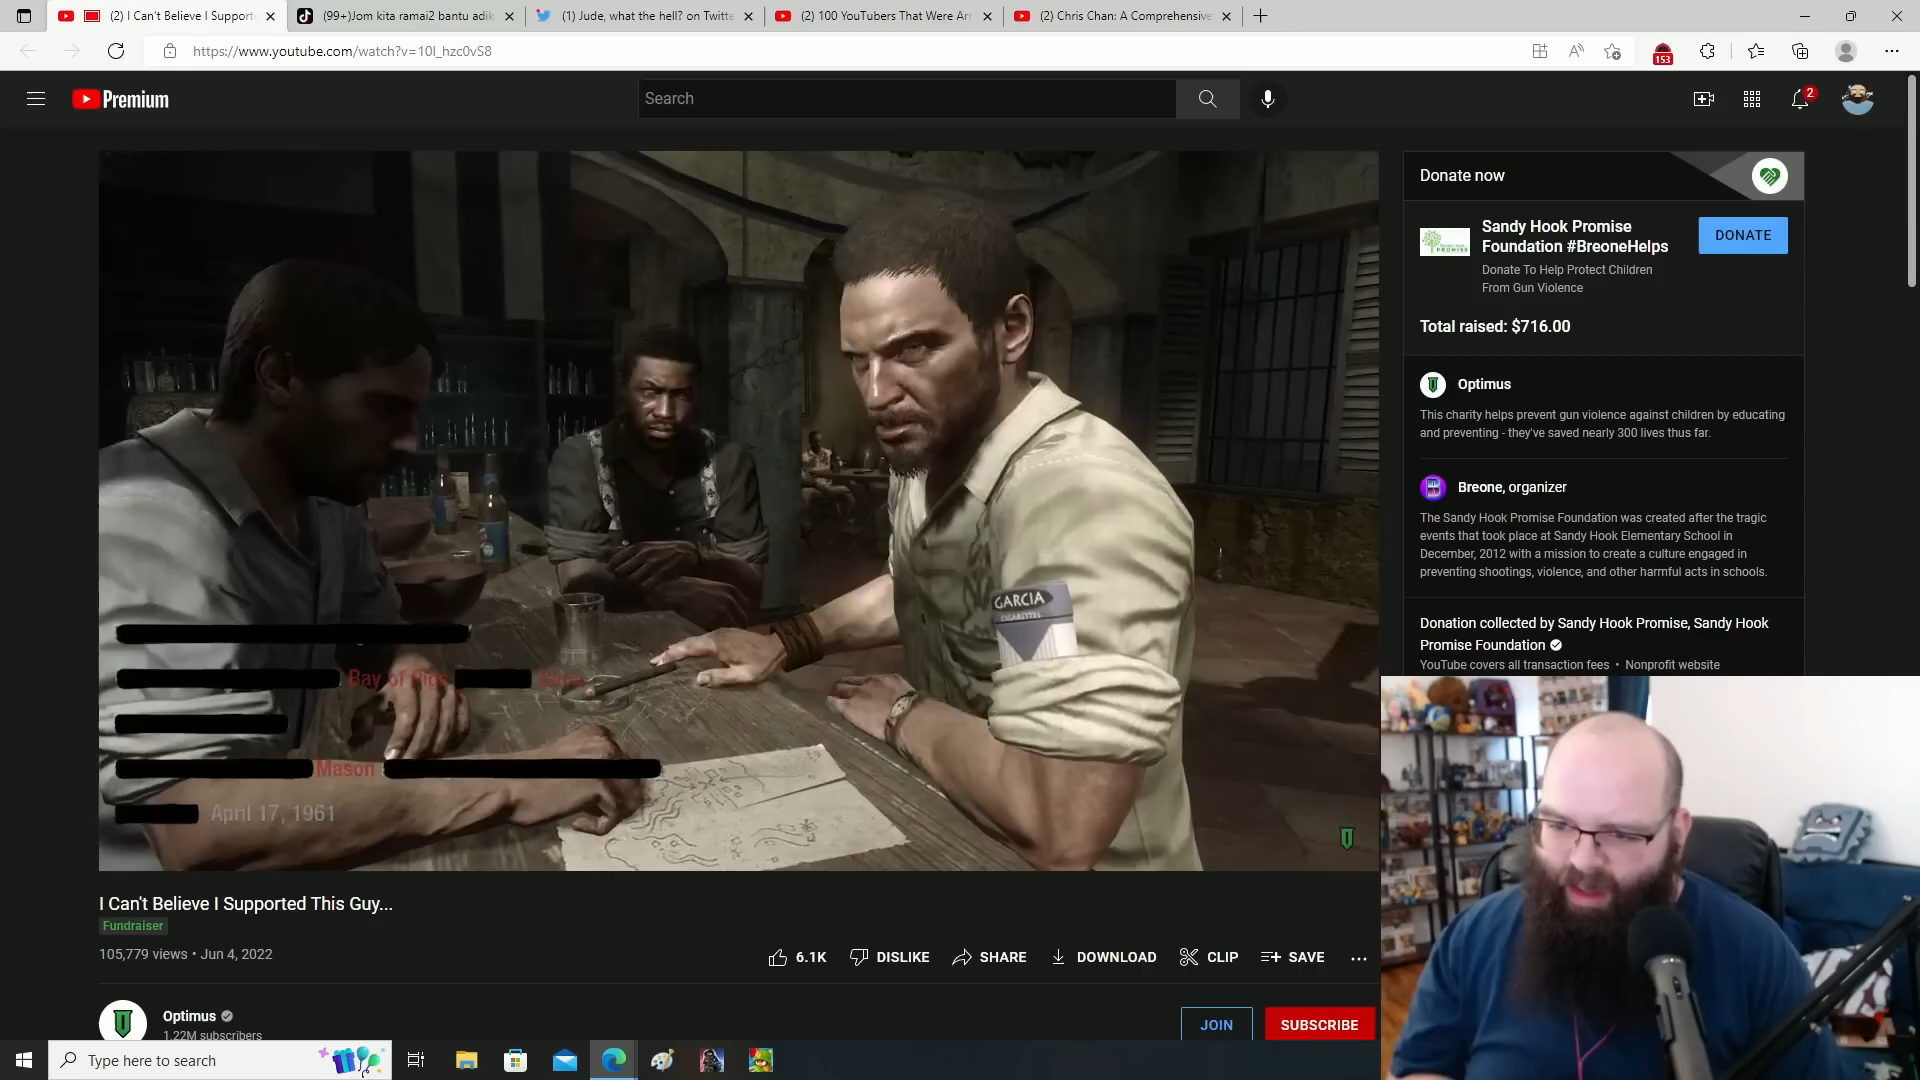 (2) I Can't Believe I Support
(99+)Jom kita ramai2 bantu adik
(1) Jude, what the hell? on Twitte
(2) 100 YouTubers That Were Arr
(2) Chris Chan: A Comprehensive
https://www.youtube.com/watch?v=10I_hzc0vS8
153
Premium
Search
2
Donate now
Sandy Hook Promise
Foundation #BreoneHelps
DONATE
Donate To Help Protect Children
From Gun Violence
Total raised: $716.00
Optimus
This charity helps prevent gun violence against children by educating
and preventing - they've saved nearly 300 lives thus far.
Breone, organizer
The Sandy Hook Promise Foundation was created after the tragic
events that took place at Sandy Hook Elementary School in
December, 2012 with a mission to create a culture engaged in
preventing shootings, violence, and other harmful acts in schools.
Donation collected by Sandy Hook Promise, Sandy Hook
Promise Foundation
YouTube covers all transaction fees • Nonprofit website
GARCIA
CIGARETTES
Bay of Pigs
Mason
April 17, 1961
I Can't Believe I Supported This Guy...
Fundraiser
105,779 views • Jun 4, 2022
6.1K
DISLIKE
SHARE
DOWNLOAD
CLIP
SAVE
Optimus
1.22M subscribers
JOIN
SUBSCRIBE
Type here to search